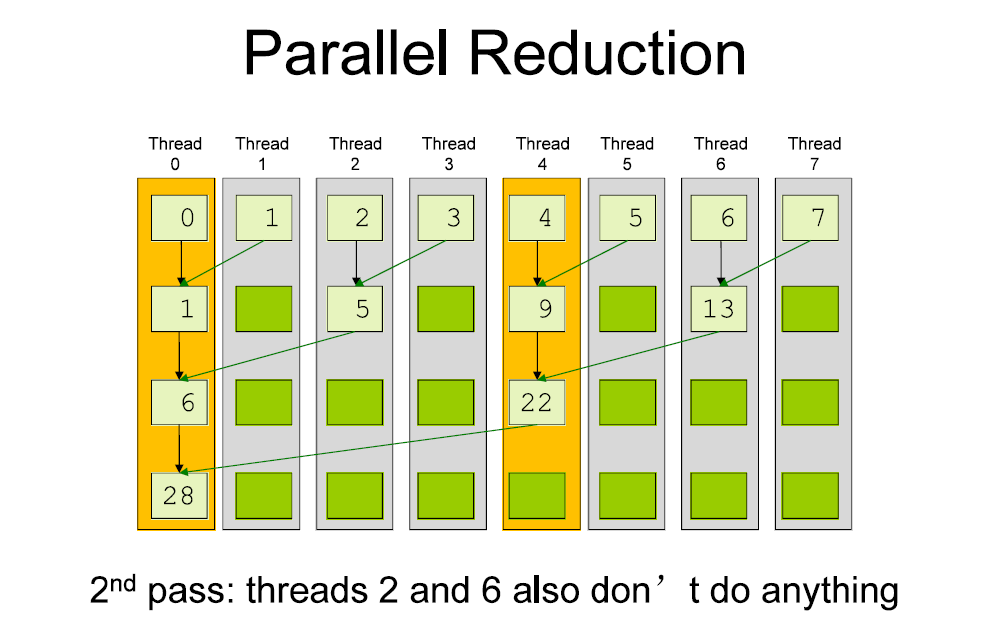 Parallel Reduction
Thread 0 Thread 1 Thread 2 Thread 3 Thread 4 Thread 5 Thread 6 Thread 7
0 1 2 3 4 5 6 7
1 5 9 13
6 22
28
2nd pass: threads 2 and 6 also don’t do anything